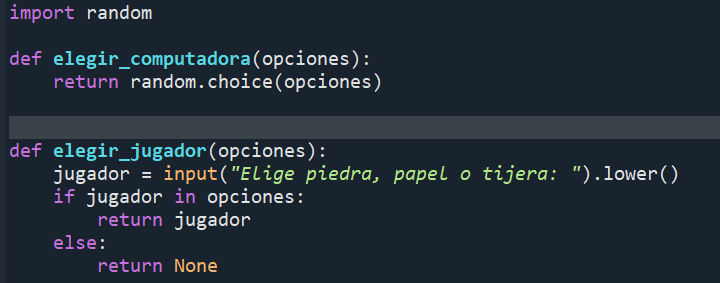 import random
def elegir_computadora(opciones):
    return random.choice(opciones)
def elegir_jugador(opciones):
    jugador = input("Elige piedra, papel o tijera: ").lower()
    if jugador in opciones:
        return jugador
    else:
        return None